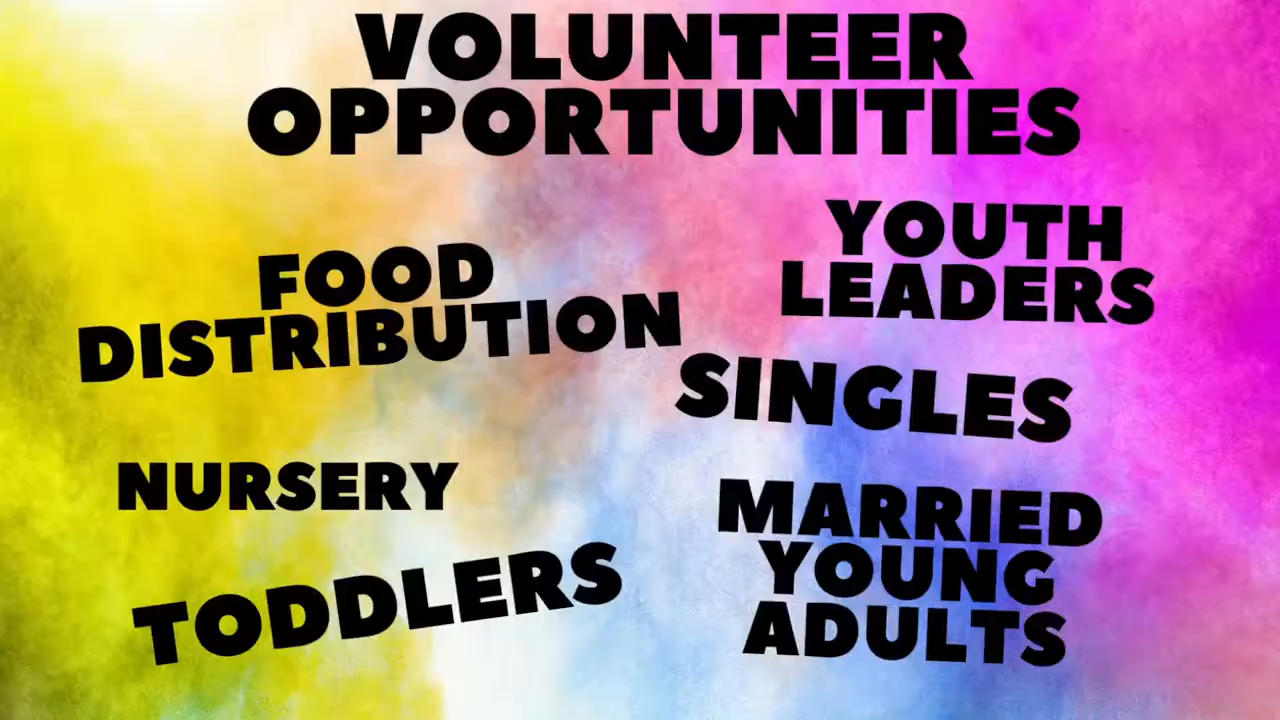 VOLUNTEER
OPPORTUNITIES
FOOD
DISTRIBUTION
NURSERY
TODDLERS
YOUTH
LEADERS
SINGLES
MARRIED
YOUNG
ADULTS